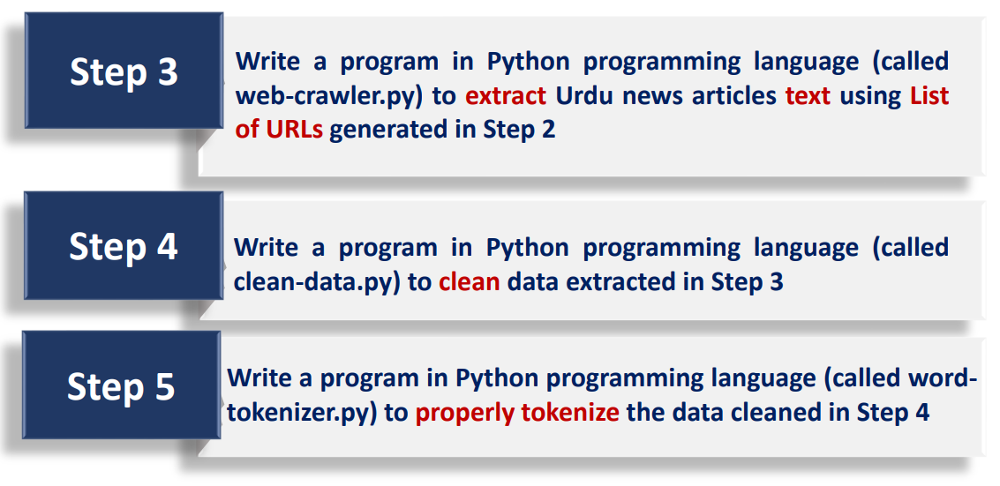 Step 3
Write a program in Python programming language (called
web-crawler.py) to extract Urdu news articles text using List
of URLs generated in Step 2
Step 4
Write a program in Python programming language (called
clean-data.py) to clean data extracted in Step 3
Step 5
Write a program in Python programming language (called word-
tokenizer.py) to properly tokenize the data cleaned in Step 4